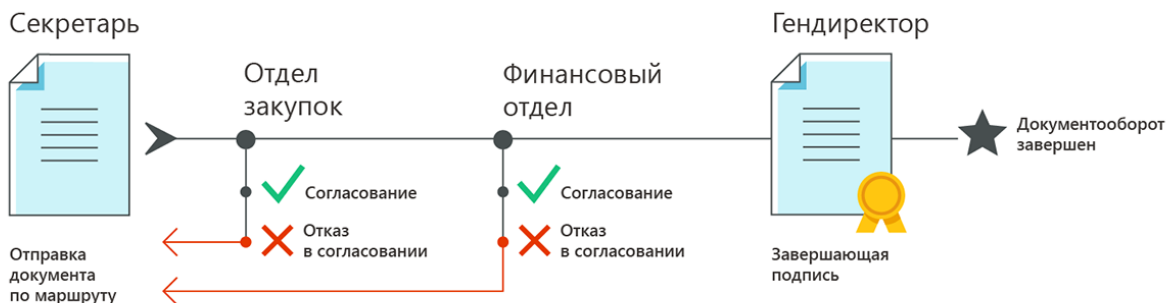 Секретарь
Гендиректор
Отдел
закупок
Финансовый
отдел
Документооборот
завершен
Согласование
Согласование
Отказ
в согласовании
Отказ
в согласовании
Отправка
документа
по маршруту
Завершающая
подпись